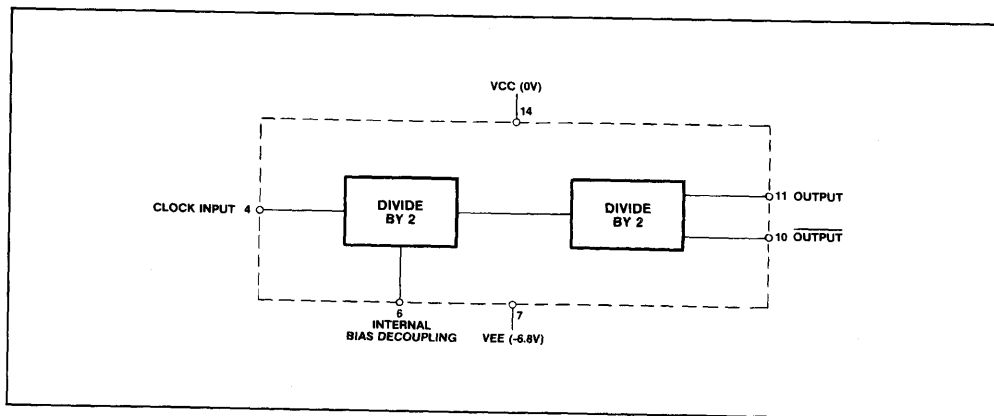 VCC (0V)
14
CLOCK INPUT 4
DIVIDE
BY 2
DIVIDE
BY 2
11 OUTPUT
10 OUTPUT
6
INTERNAL
BIAS DECOUPLING
7
VEE (-6.8V)